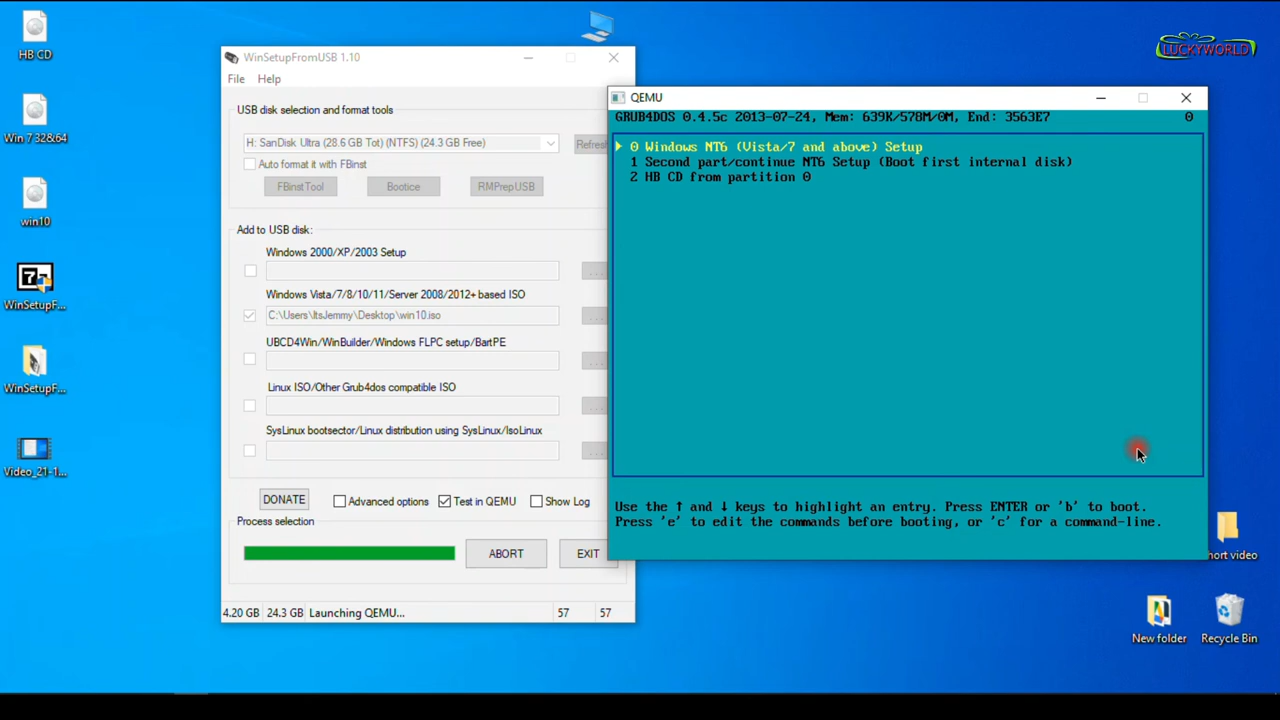 HB CD
Win 7 32&64
win10
WinSetupF...
WinSetupF...
Video_21-1...
WinSetupFromUSB 1.10
File Help
USB disk selection and format tools
H: SanDisk Ultra (28.6 GB Tot) (NTFS) (24.3 GB Free)
Refresh
Auto format it with FBinst
FBinstTool
Bootice
RMPrepUSB
Add to USB disk:
Windows 2000/XP/2003 Setup
...
Windows Vista/7/8/10/11/Server 2008/2012+ based ISO
C:\Users\ItsJemmy\Desktop\win10.iso
...
UBCD4Win/WinBuilder/Windows FLPC setup/BartPE
...
Linux ISO/Other Grub4dos compatible ISO
...
SysLinux bootsector/Linux distribution using SysLinux/IsoLinux
...
DONATE
Advanced options
Test in QEMU
Show Log
Process selection
ABORT
EXIT
4.20 GB 24.3 GB Launching QEMU... 57 57
QEMU
GRUB4DOS 0.4.5c 2013-07-24, Mem: 639K/578M/0M, End: 3563E7 0
0 Windows NT6 (Vista/7 and above) Setup
1 Second part/continue NT6 Setup (Boot first internal disk)
2 HB CD from partition 0
Use the ↑ and ↓ keys to highlight an entry. Press ENTER or 'b' to boot.
Press 'e' to edit the commands before booting, or 'c' for a command-line.
LUCKYWORLD
hort video
New folder
Recycle Bin